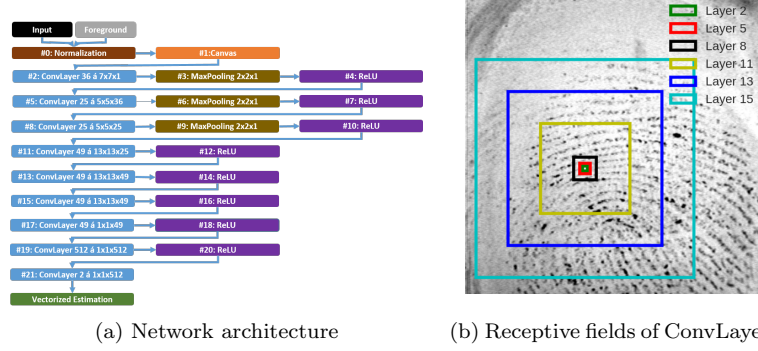 Input
Foreground
#0: Normalization
#1:Canvas
#2: ConvLayer 36 á 7x7x1
#3: MaxPooling 2x2x1
#4: ReLU
#5: ConvLayer 25 á 5x5x36
#6: MaxPooling 2x2x1
#7: ReLU
#8: ConvLayer 25 á 5x5x25
#9: MaxPooling 2x2x1
#10: ReLU
#11: ConvLayer 49 á 13x13x25
#12: ReLU
#13: ConvLayer 49 á 13x13x49
#14: ReLU
#15: ConvLayer 49 á 13x13x49
#16: ReLU
#17: ConvLayer 49 á 1x1x49
#18: ReLU
#19: ConvLayer 512 á 1x1x512
#20: ReLU
#21: ConvLayer 2 á 1x1x512
Vectorized Estimation
(a) Network architecture
Layer 2
Layer 5
Layer 8
Layer 11
Layer 13
Layer 15
(b) Receptive fields of ConvLaye